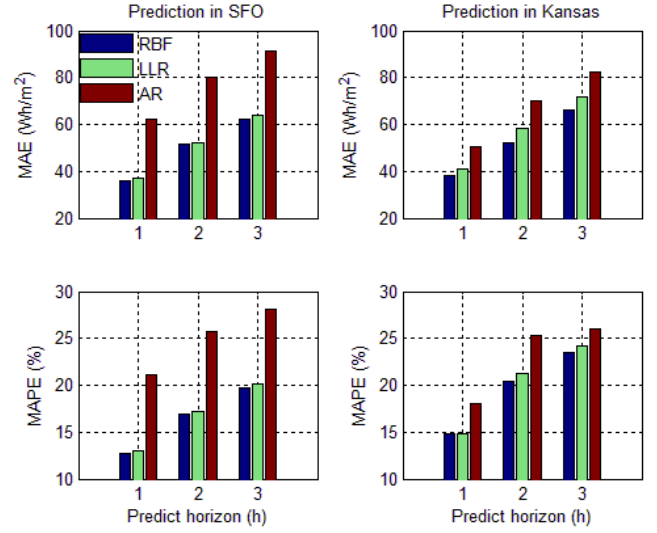 Prediction in SFO
Prediction in Kansas
100
80
60
40
20
MAE (Wh/m²)
RBF
LLR
AR
1 2 3
100
80
60
40
20
MAE (Wh/m²)
1 2 3
30
25
20
15
10
MAPE (%)
1 2 3
Predict horizon (h)
30
25
20
15
10
MAPE (%)
1 2 3
Predict horizon (h)